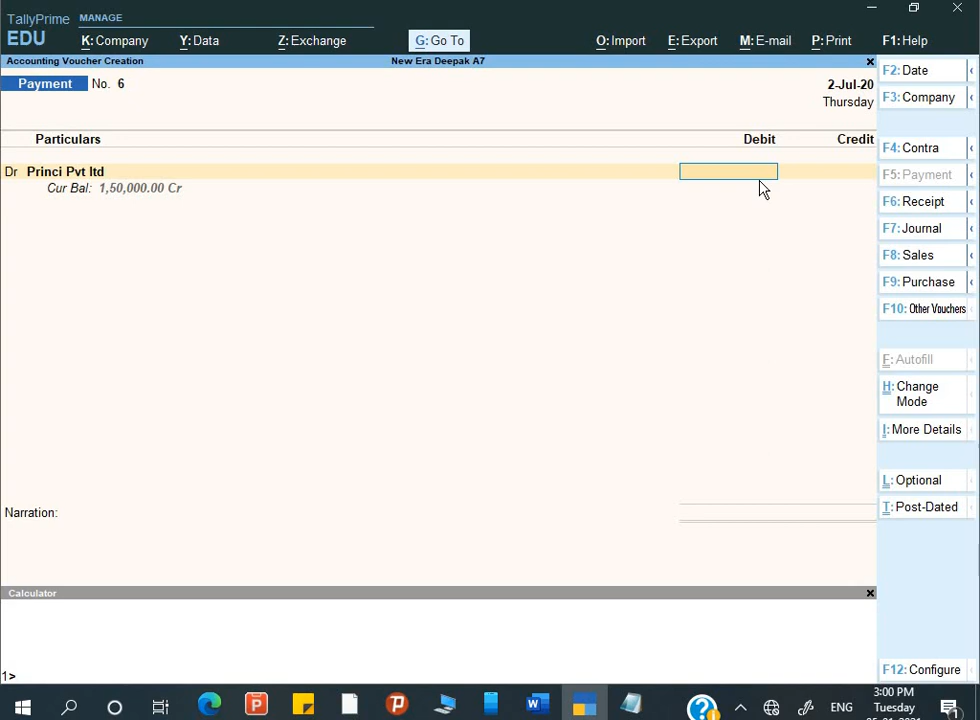 TallyPrime MANAGE
EDU K: Company Y: Data Z: Exchange G: Go To O: Import E: Export M: E-mail P: Print F1: Help
Accounting Voucher Creation New Era Deepak A7 ×
Payment No. 6 2-Jul-20
Thursday
Particulars Debit Credit
Dr Princi Pvt ltd
Cur Bal: 1,50,000.00 Cr
Narration:
Calculator ×
1>
F2: Date
F3: Company
F4: Contra
F5: Payment
F6: Receipt
F7: Journal
F8: Sales
F9: Purchase
F10: Other Vouchers
F: Autofill
H: Change
Mode
I: More Details
L: Optional
T: Post-Dated
F12: Configure
ENG
3:00 PM
Tuesday